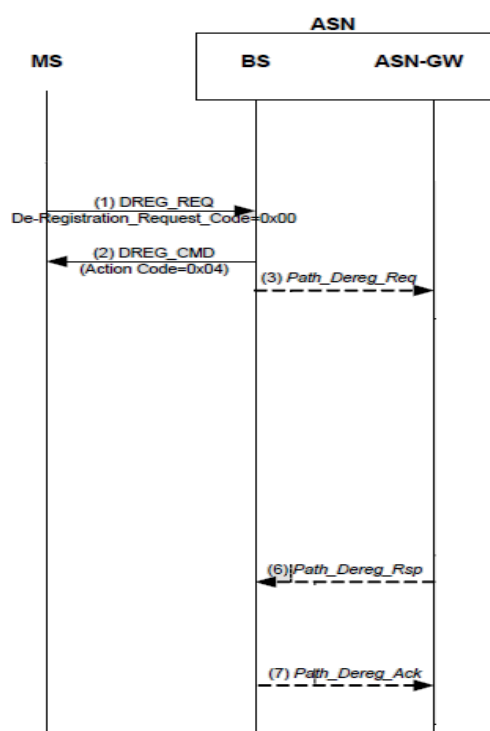 ASN
MS BS ASN-GW
(1) DREG_REQ
De-Registration_Request_Code=0x00
(2) DREG_CMD
(Action Code=0x04)
(3) Path_Dereg_Req
(6) Path_Dereg_Rsp
(7) Path_Dereg_Ack